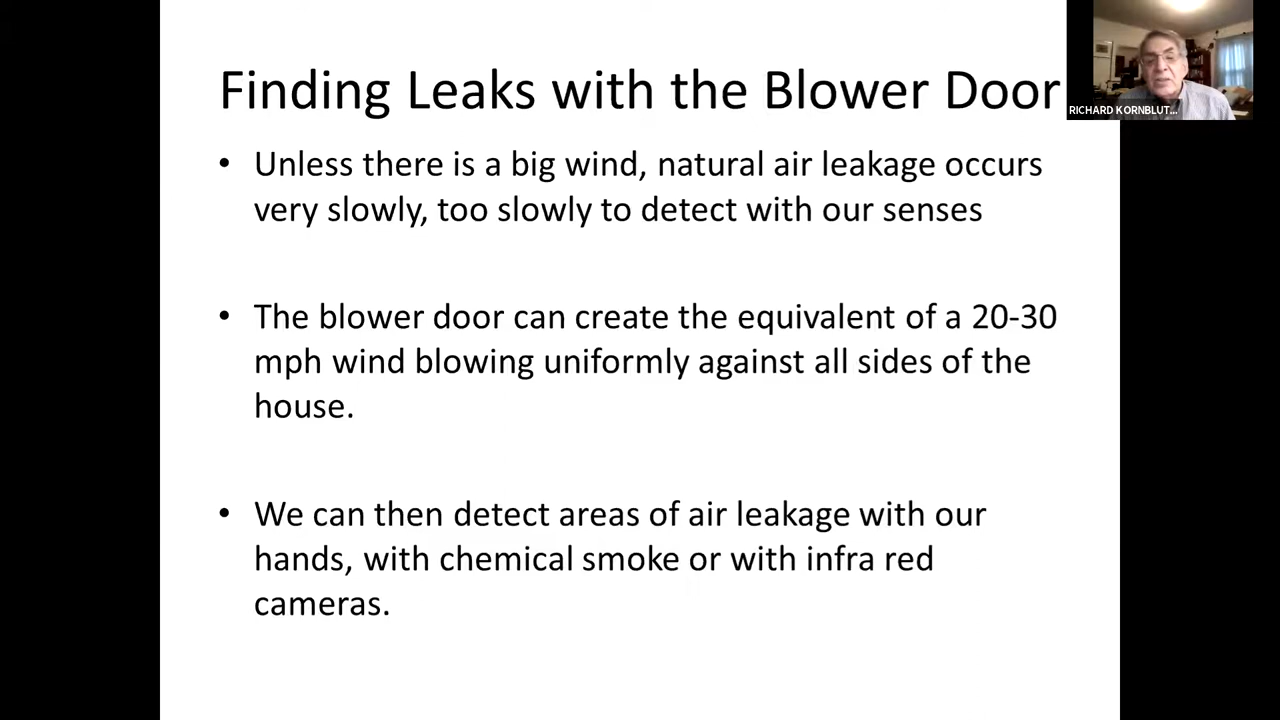 Finding Leaks with the Blower Door
RICHARD KORNBLUT...
• Unless there is a big wind, natural air leakage occurs
very slowly, too slowly to detect with our senses
• The blower door can create the equivalent of a 20-30
mph wind blowing uniformly against all sides of the
house.
• We can then detect areas of air leakage with our
hands, with chemical smoke or with infra red
cameras.